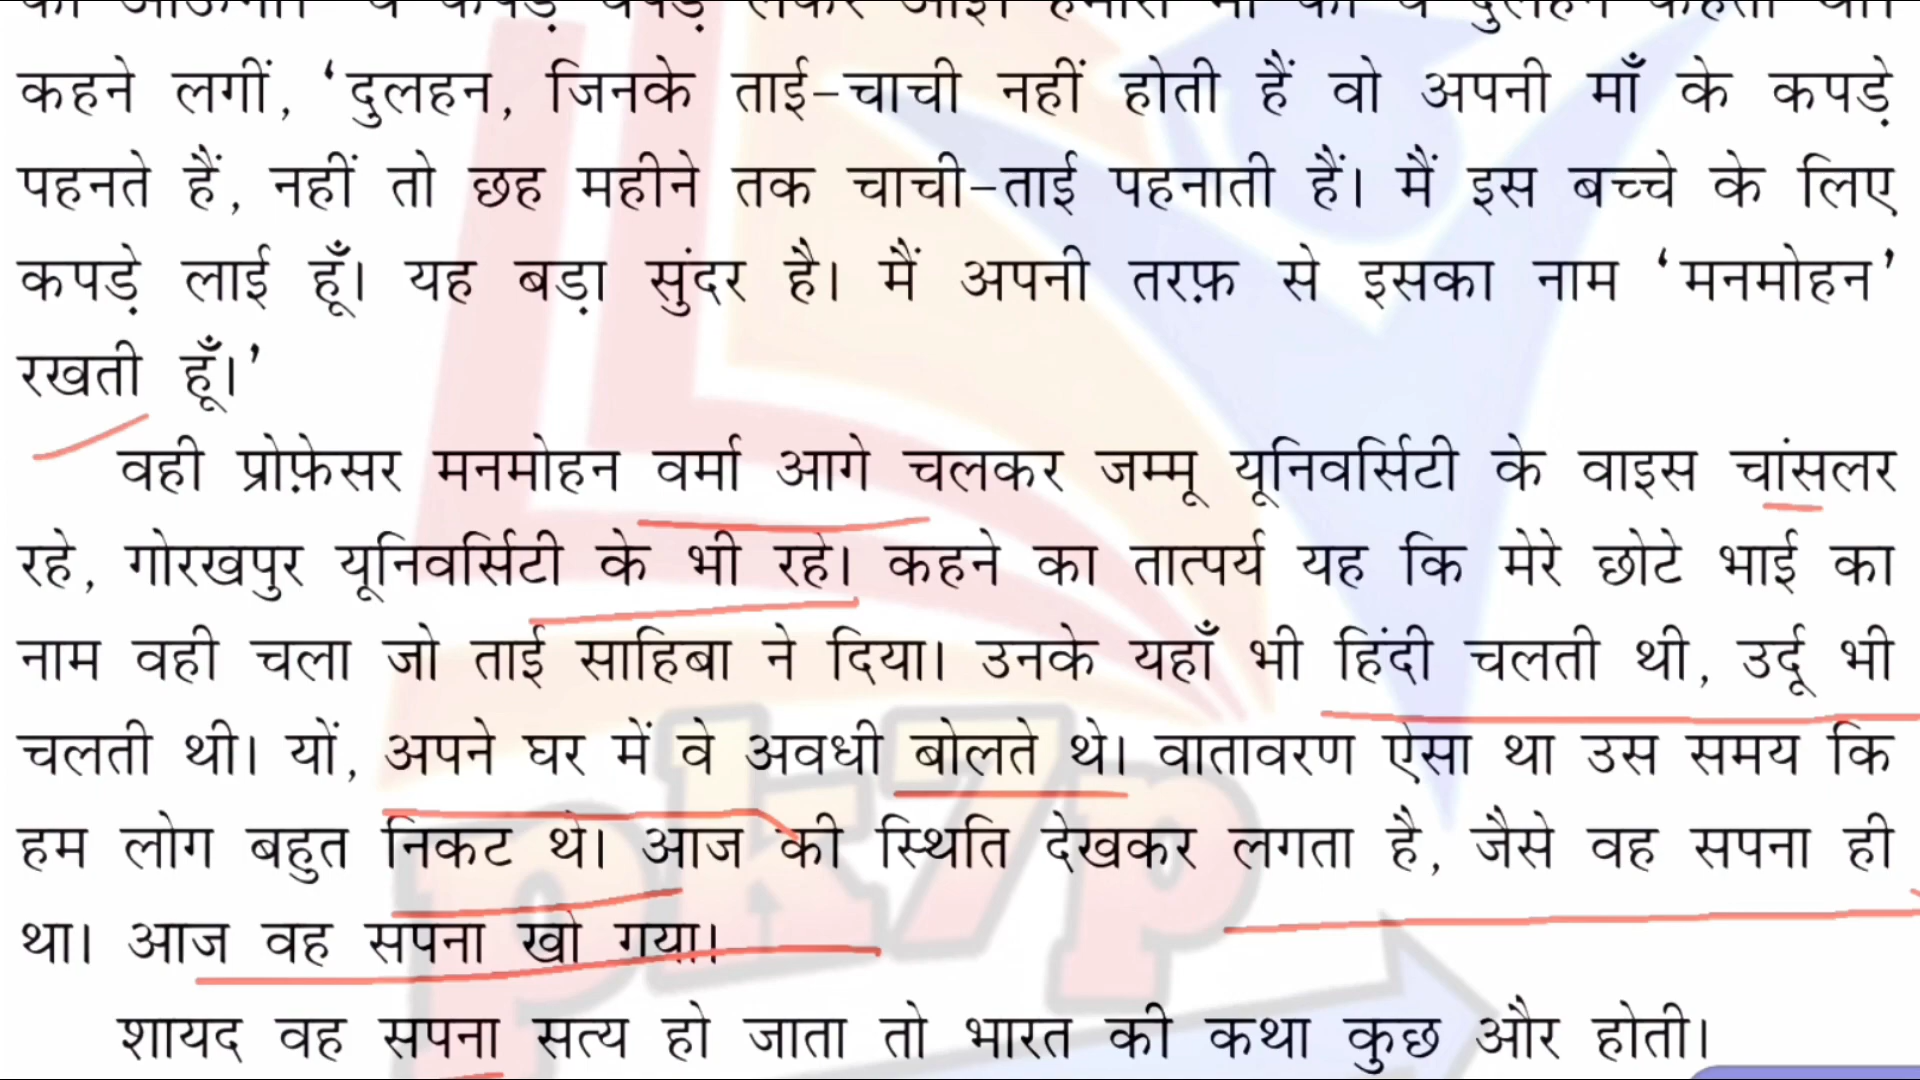 कहने लगीं, ‘दुलहन, जिनके ताई-चाची नहीं होती हैं वो अपनी माँ के कपड़े
पहनते हैं, नहीं तो छह महीने तक चाची-ताई पहनाती हैं। मैं इस बच्चे के लिए
कपड़े लाई हूँ। यह बड़ा सुंदर है। मैं अपनी तरफ़ से इसका नाम ‘मनमोहन’
रखती हूँ।’
वही प्रोफ़ेसर मनमोहन वर्मा आगे चलकर जम्मू यूनिवर्सिटी के वाइस चांसलर
रहे, गोरखपुर यूनिवर्सिटी के भी रहे। कहने का तात्पर्य यह कि मेरे छोटे भाई का
नाम वही चला जो ताई साहिबा ने दिया। उनके यहाँ भी हिंदी चलती थी, उर्दू भी
चलती थी। यों, अपने घर में वे अवधी बोलते थे। वातावरण ऐसा था उस समय कि
हम लोग बहुत निकट थे। आज की स्थिति देखकर लगता है, जैसे वह सपना ही
था। आज वह सपना खो गया।
शायद वह सपना सत्य हो जाता तो भारत की कथा कुछ और होती।
pk7p